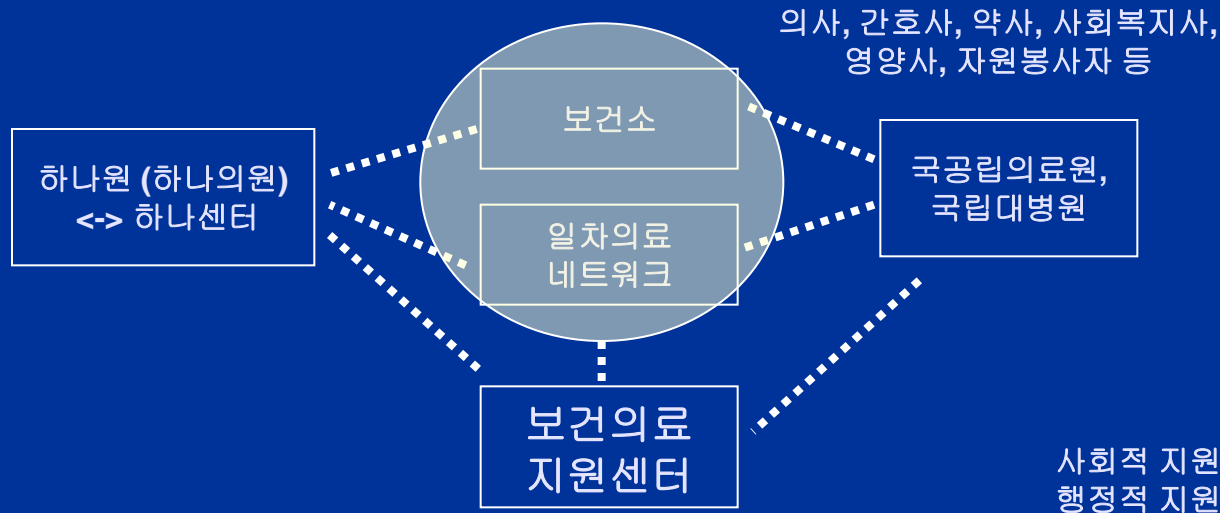 의사, 간호사, 약사, 사회복지사,
영양사, 자원봉사자 등
보건소
하나원 (하나의원)
<-> 하나센터
국공립의료원,
국립대병원
일차의료
네트워크
보건의료
지원센터
사회적 지원
행정적 지원